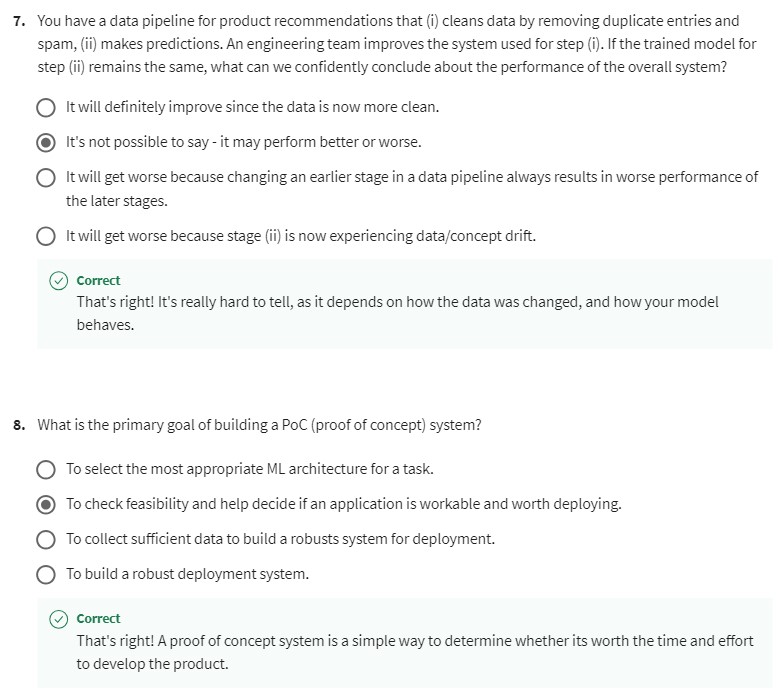 7. You have a data pipeline for product recommendations that (i) cleans data by removing duplicate entries and
spam, (ii) makes predictions. An engineering team improves the system used for step (i). If the trained model for
step (ii) remains the same, what can we confidently conclude about the performance of the overall system?
It will definitely improve since the data is now more clean.
It's not possible to say - it may perform better or worse.
It will get worse because changing an earlier stage in a data pipeline always results in worse performance of
the later stages.
It will get worse because stage (ii) is now experiencing data/concept drift.
Correct
That's right! It's really hard to tell, as it depends on how the data was changed, and how your model
behaves.
8. What is the primary goal of building a PoC (proof of concept) system?
To select the most appropriate ML architecture for a task.
To check feasibility and help decide if an application is workable and worth deploying.
To collect sufficient data to build a robusts system for deployment.
To build a robust deployment system.
Correct
That's right! A proof of concept system is a simple way to determine whether its worth the time and effort
to develop the product.